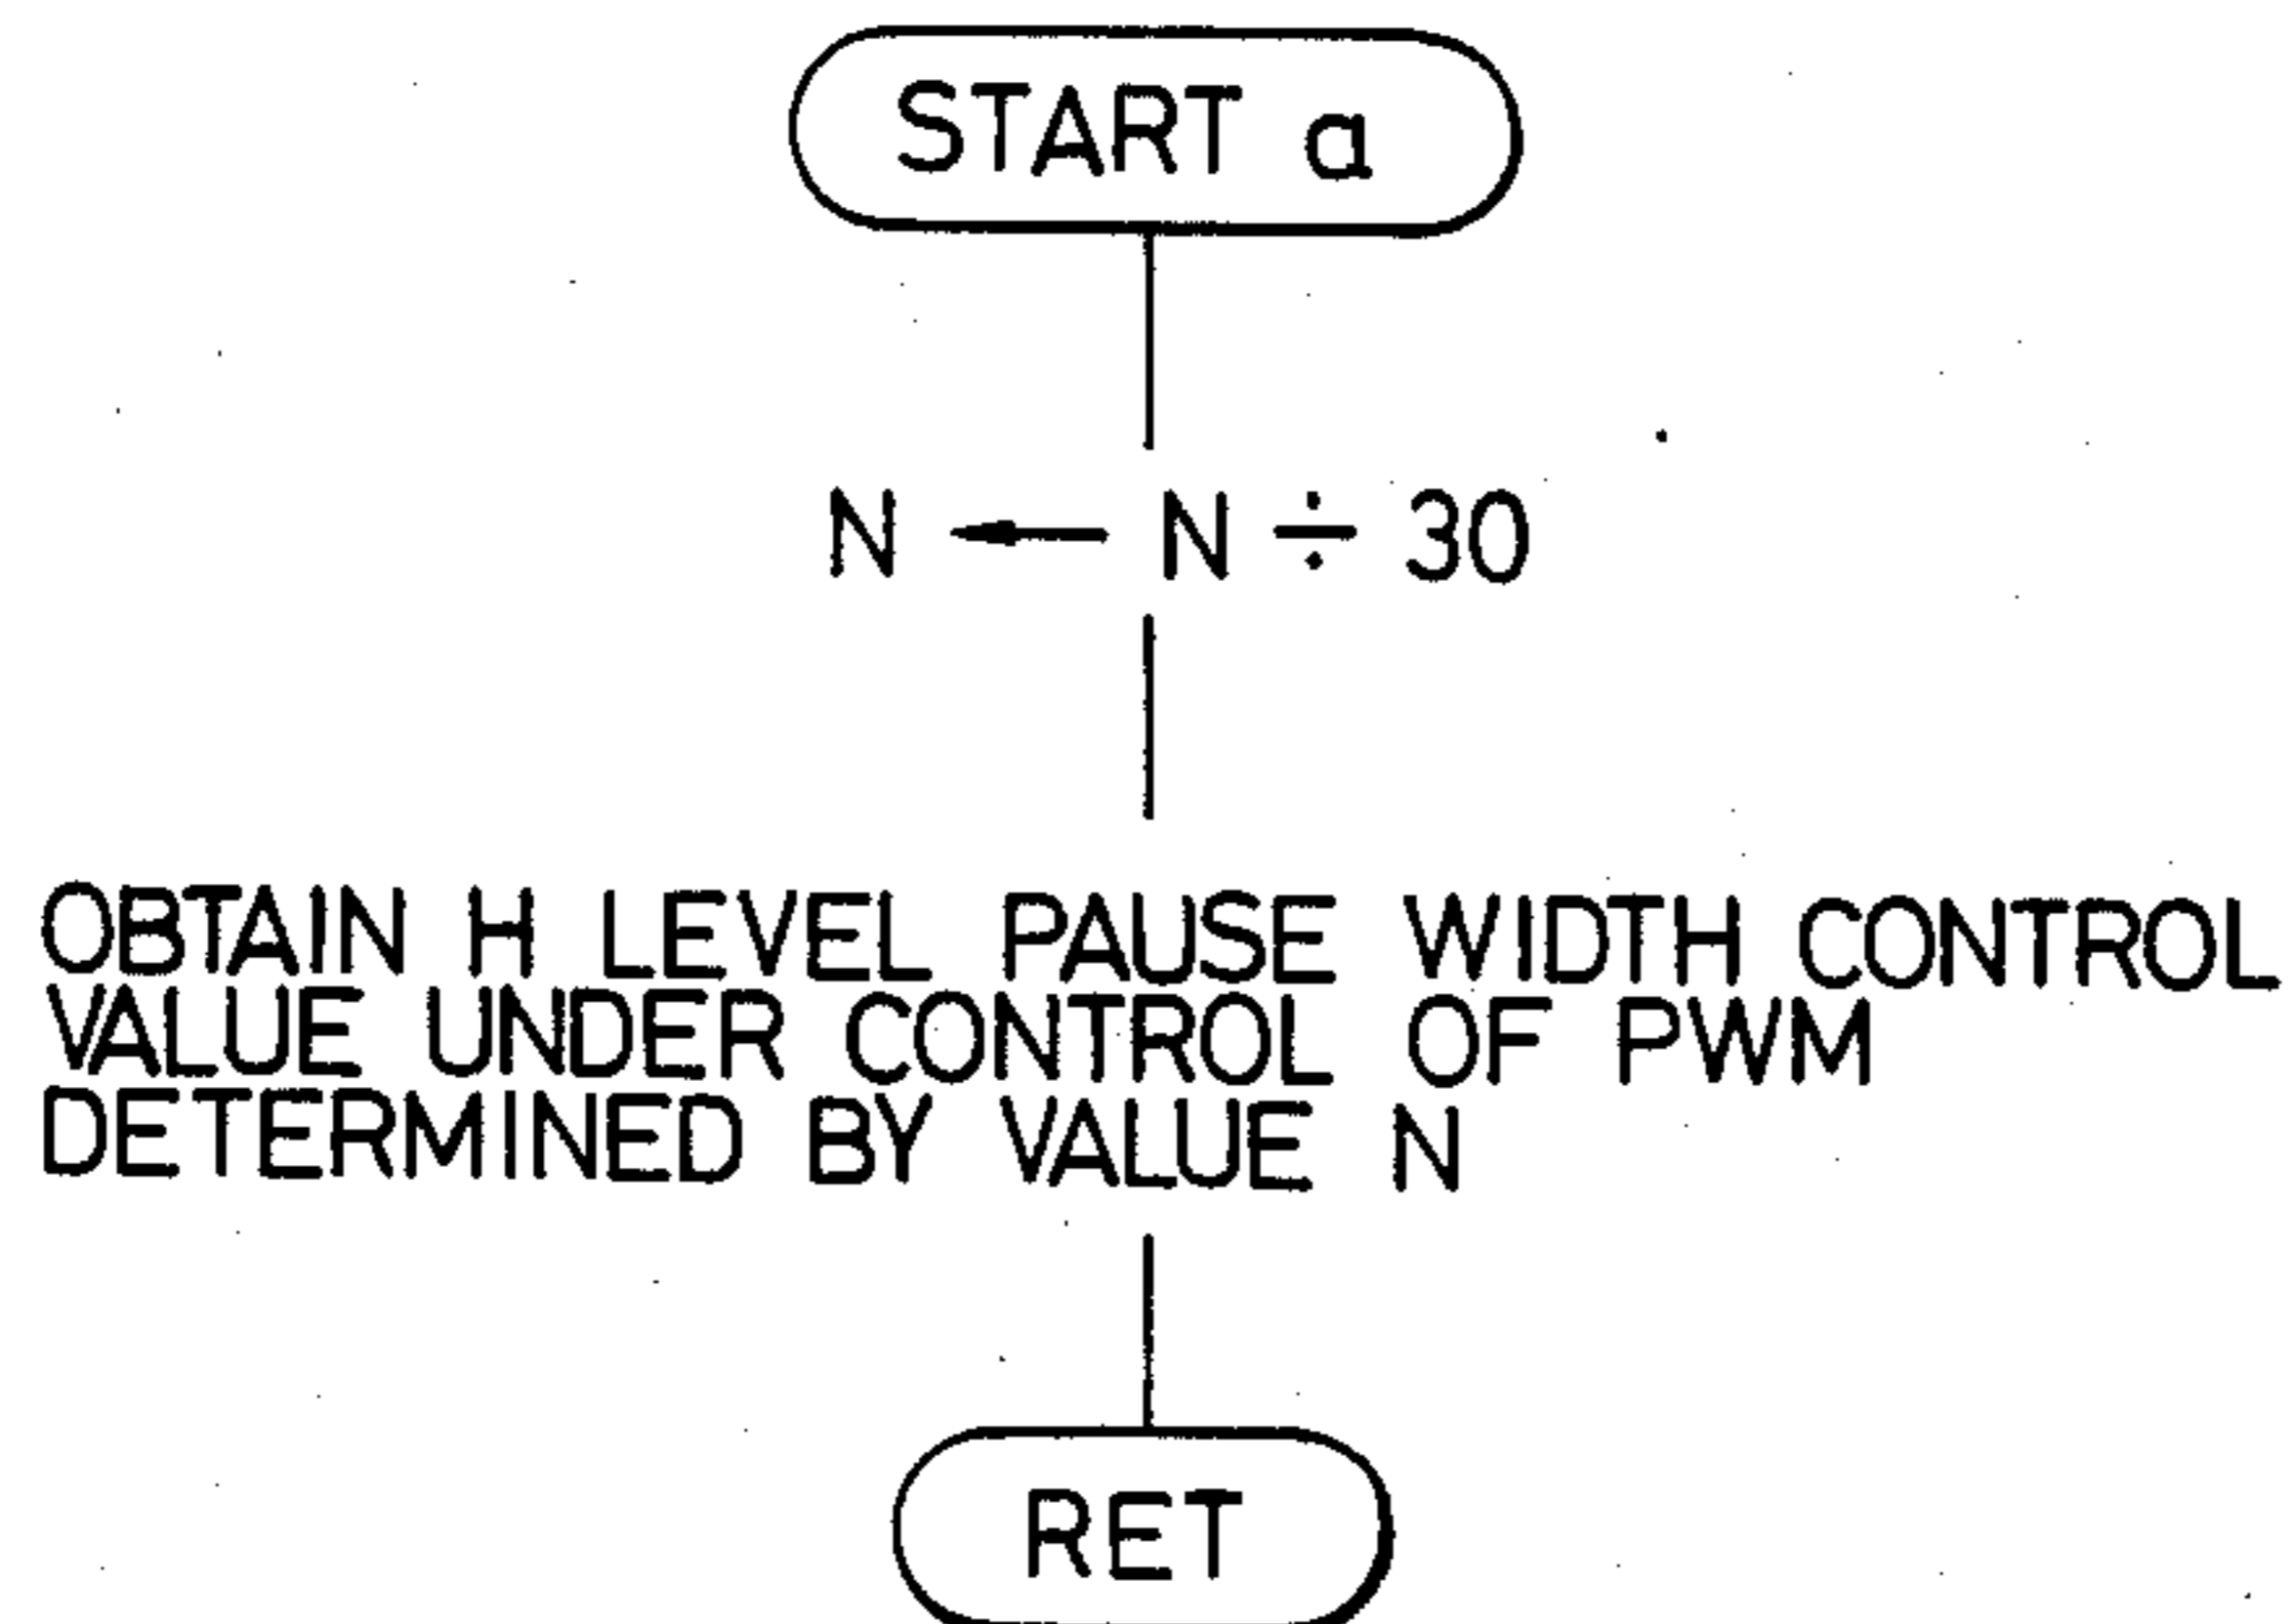 START a
N ← N ÷ 30
OBTAIN H LEVEL PAUSE WIDTH CONTROL
VALUE UNDER CONTROL OF PWM
DETERMINED BY VALUE N
RET